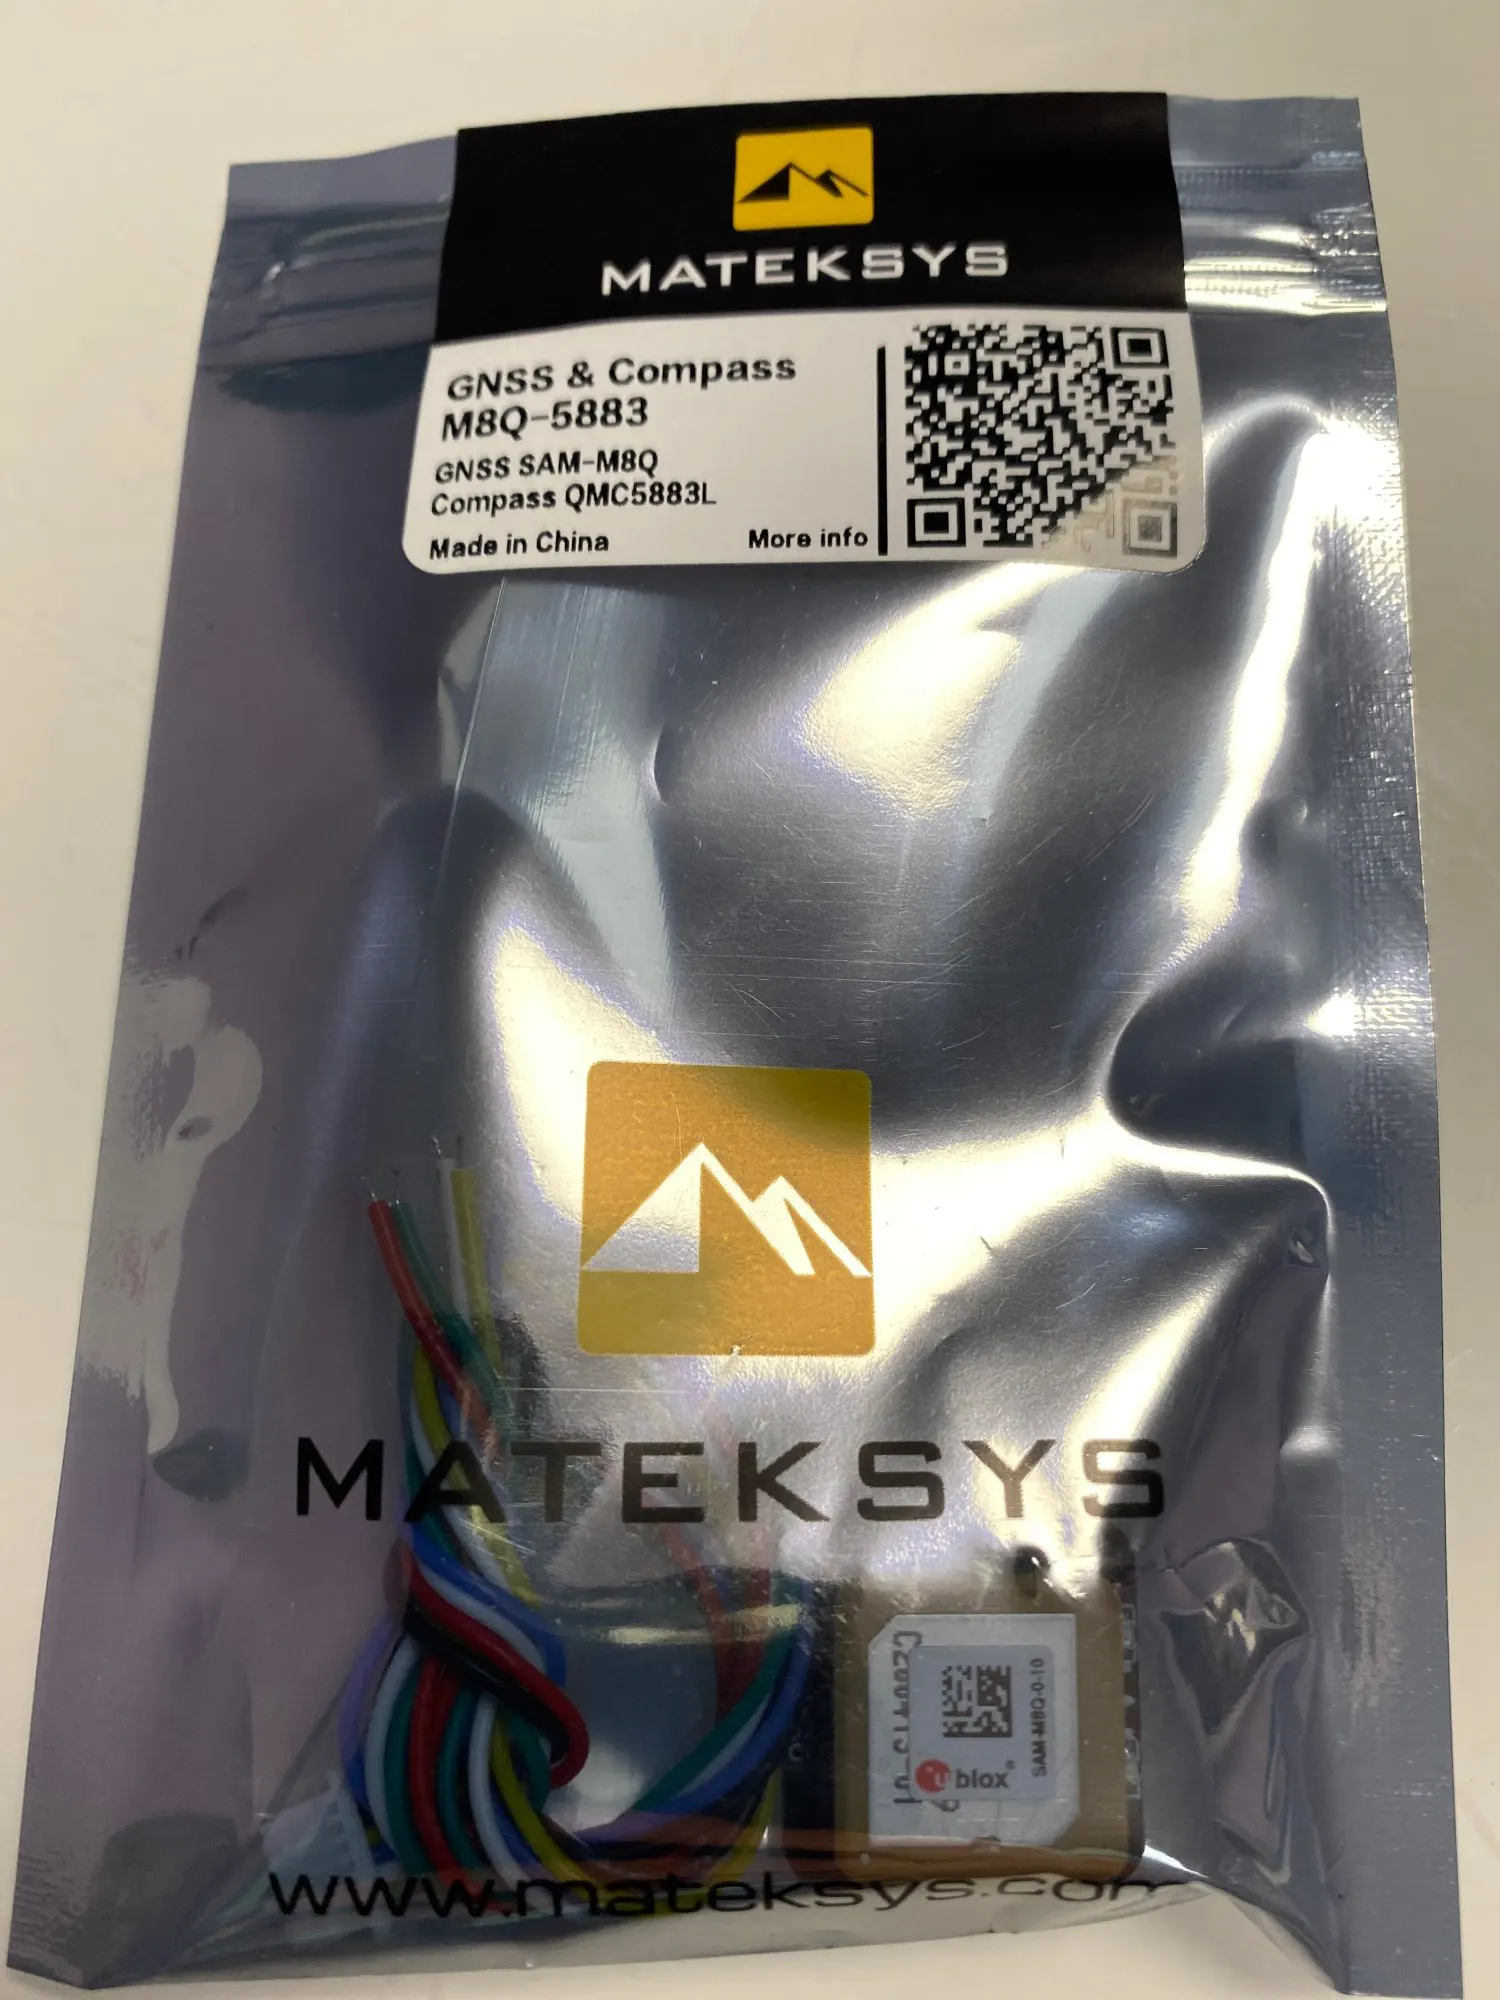 MATEKSYS
GNSS & Compass
M8Q-5883
GNSS SAM-M8Q
Compass QMC5883L
Made in China
More info
MATEKSYS
u blox®
SAM-M8Q-0-10
www.mateksys.com